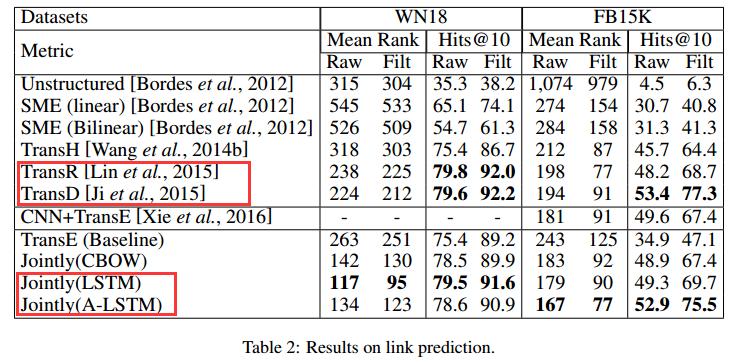 Datasets WN18 FB15K
Metric Mean Rank Hits@10 Mean Rank Hits@10
Raw Filt Raw Filt Raw Filt Raw Filt
Unstructured [Bordes et al., 2012] 315 304 35.3 38.2 1,074 979 4.5 6.3
SME (linear) [Bordes et al., 2012] 545 533 65.1 74.1 274 154 30.7 40.8
SME (Bilinear) [Bordes et al., 2012] 526 509 54.7 61.3 284 158 31.3 41.3
TransH [Wang et al., 2014b] 318 303 75.4 86.7 212 87 45.7 64.4
TransR [Lin et al., 2015] 238 225 79.8 92.0 198 77 48.2 68.7
TransD [Ji et al., 2015] 224 212 79.6 92.2 194 91 53.4 77.3
CNN+TransE [Xie et al., 2016] - - - - 181 91 49.6 67.4
TransE (Baseline) 263 251 75.4 89.2 243 125 34.9 47.1
Jointly(CBOW) 142 130 78.5 89.9 183 92 48.9 67.4
Jointly(LSTM) 117 95 79.5 91.6 179 90 49.3 69.7
Jointly(A-LSTM) 134 123 78.6 90.9 167 77 52.9 75.5
Table 2: Results on link prediction.